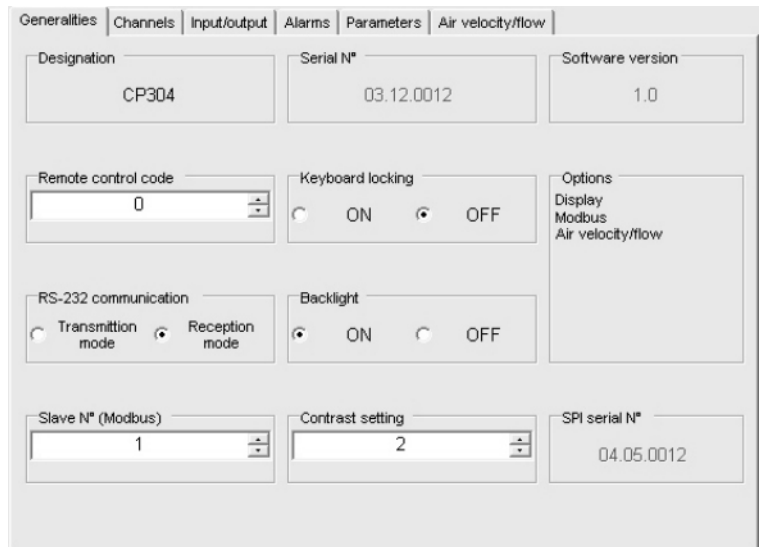 Generalities Channels Input/output Alarms Parameters Air velocity/flow
Designation
CP304
Serial N°
03.12.0012
Software version
1.0
Remote control code
0
Keyboard locking
ON OFF
Options
Display
Modbus
Air velocity/flow
RS-232 communication
Transmittion
mode
Reception
mode
Backlight
ON OFF
Slave N° (Modbus)
1
Contrast setting
2
SPI serial N°
04.05.0012